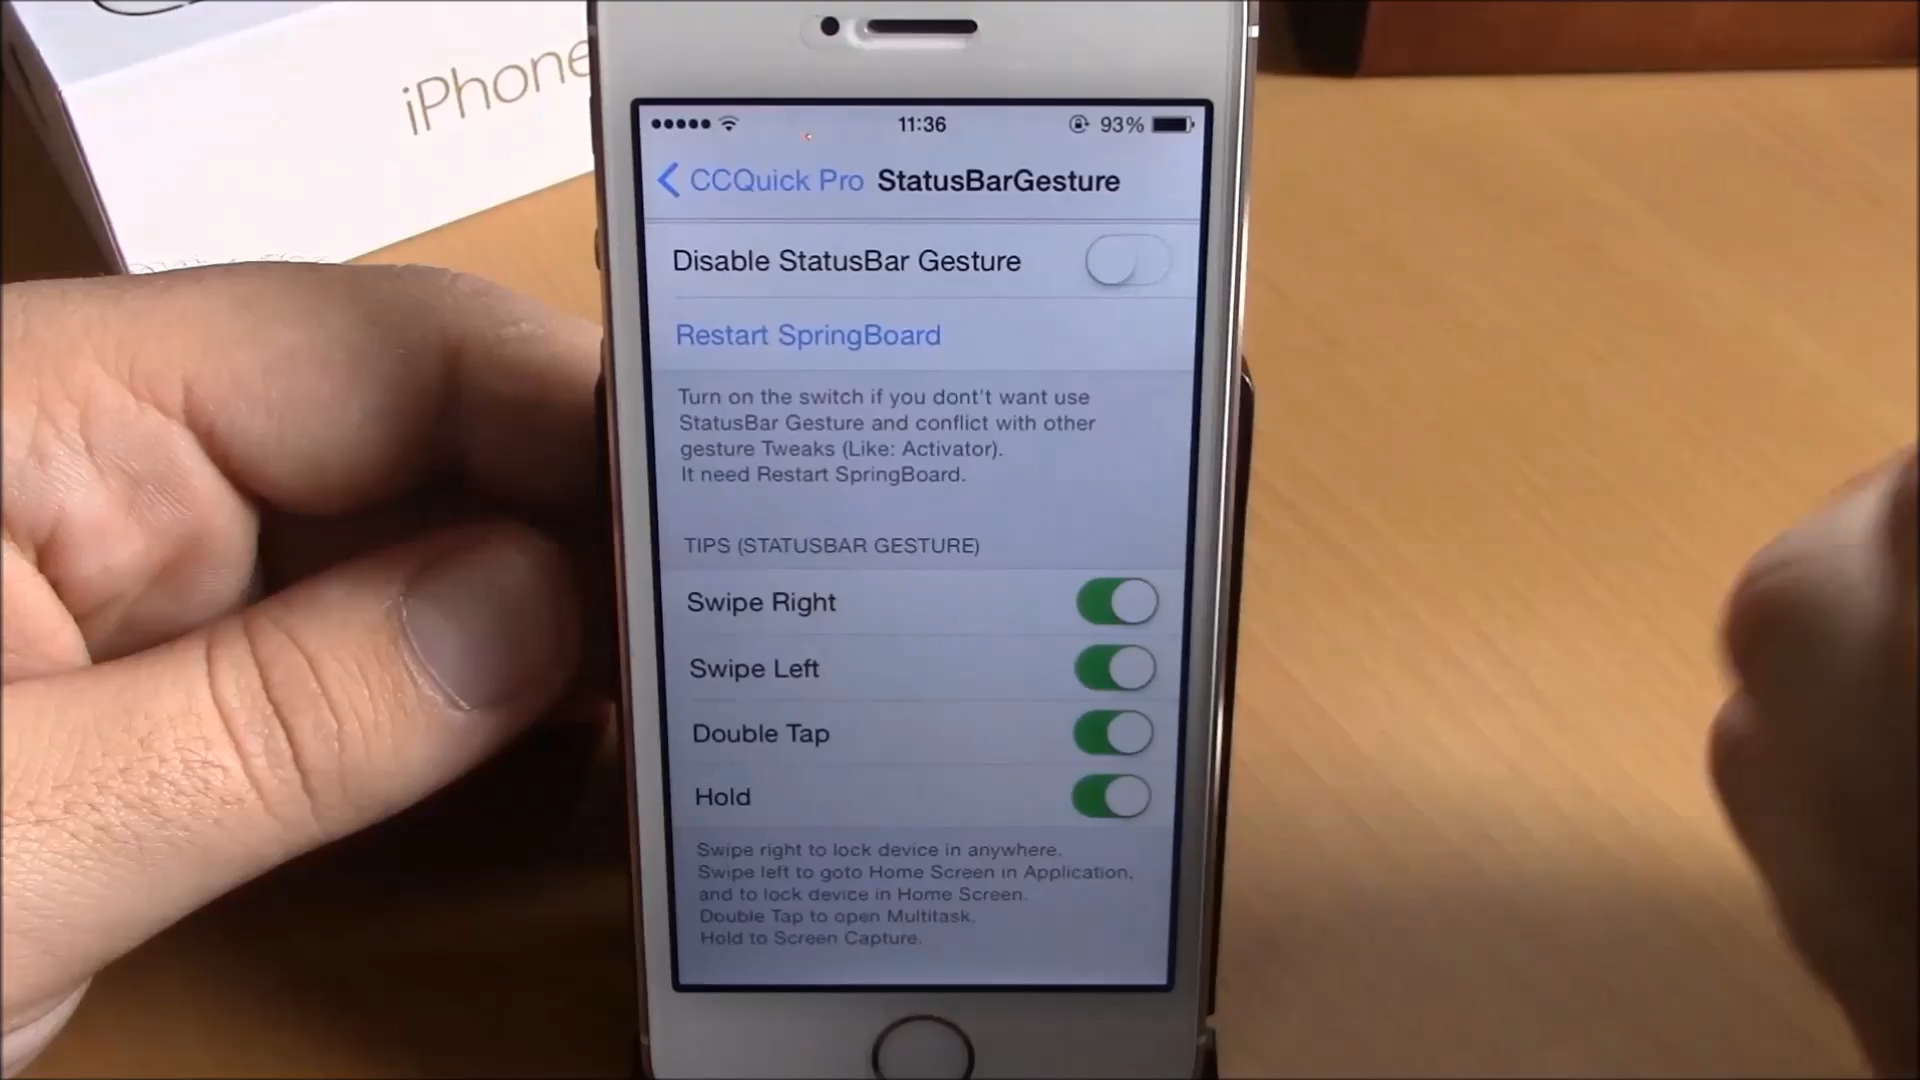 iPhone
11:36
93%
CCQuick Pro StatusBarGesture
Disable StatusBar Gesture
Restart SpringBoard
Turn on the switch if you dont't want use
StatusBar Gesture and conflict with other
gesture Tweaks (Like: Activator).
It need Restart SpringBoard.
TIPS (STATUSBAR GESTURE)
Swipe Right
Swipe Left
Double Tap
Hold
Swipe right to lock device in anywhere.
Swipe left to goto Home Screen in Application,
and to lock device in Home Screen.
Double Tap to open Multitask.
Hold to Screen Capture.